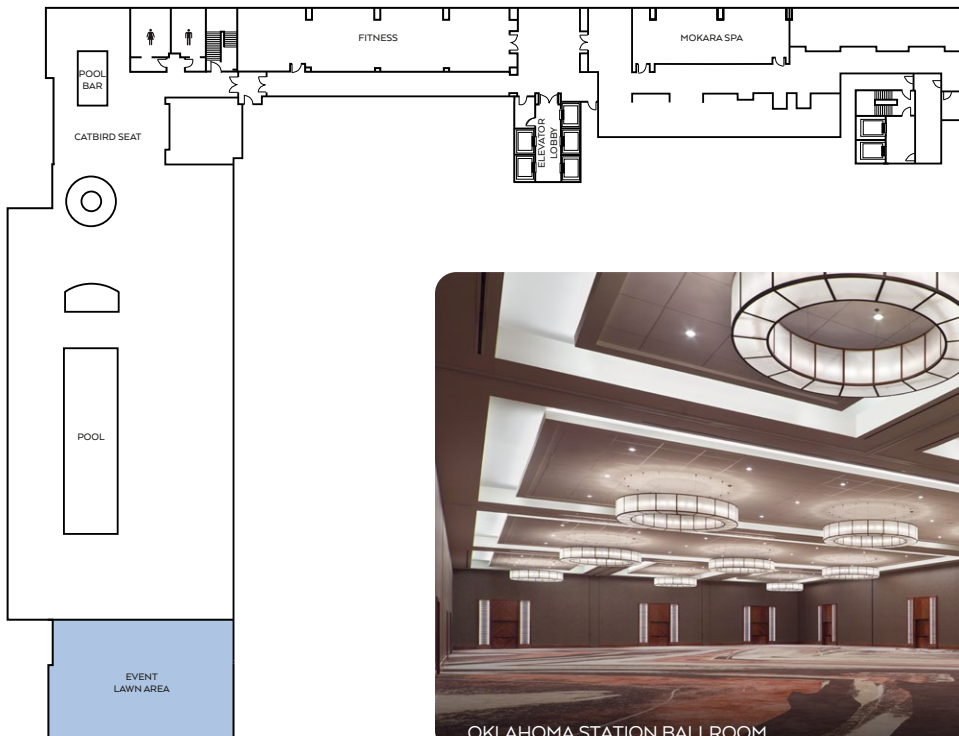 FITNESS
MOKARA SPA
POOL
BAR
CATBIRD SEAT
ELEVATOR
LOBBY
POOL
EVENT
LAWN AREA
OKLAHOMA STATION BALLROOM